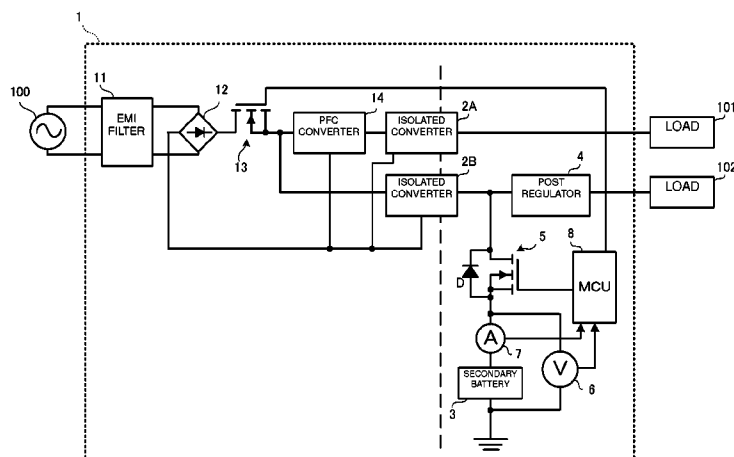 1
100
11
EMI
FILTER
12
13
14
PFC
CONVERTER
2A
ISOLATED
CONVERTER
101
LOAD
2B
ISOLATED
CONVERTER
4
POST
REGULATOR
102
LOAD
5
D
8
MCU
A
7
V
6
SECONDARY
BATTERY
3